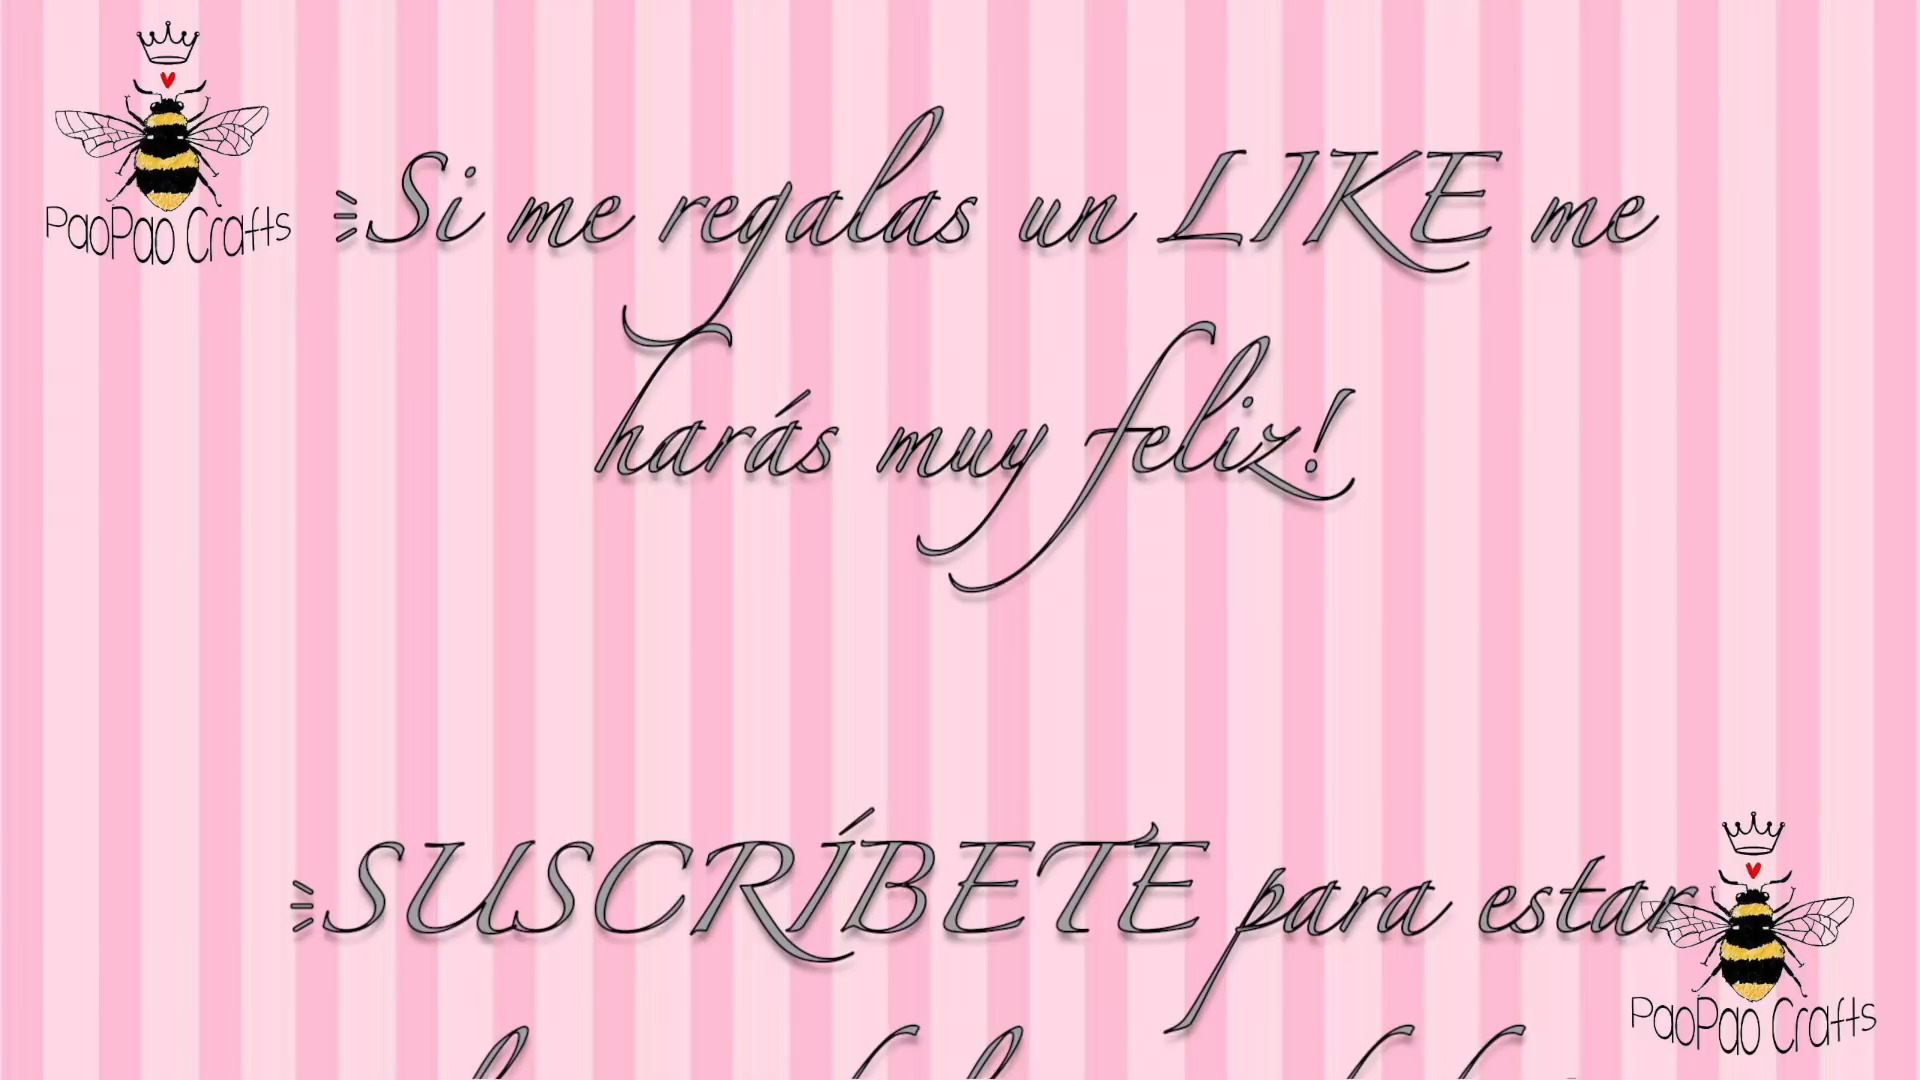 PaoPao Crafts
Si me regalas un LIKE me
harás muy feliz!
SUSCRÍBETE para estar
PaoPao Crafts